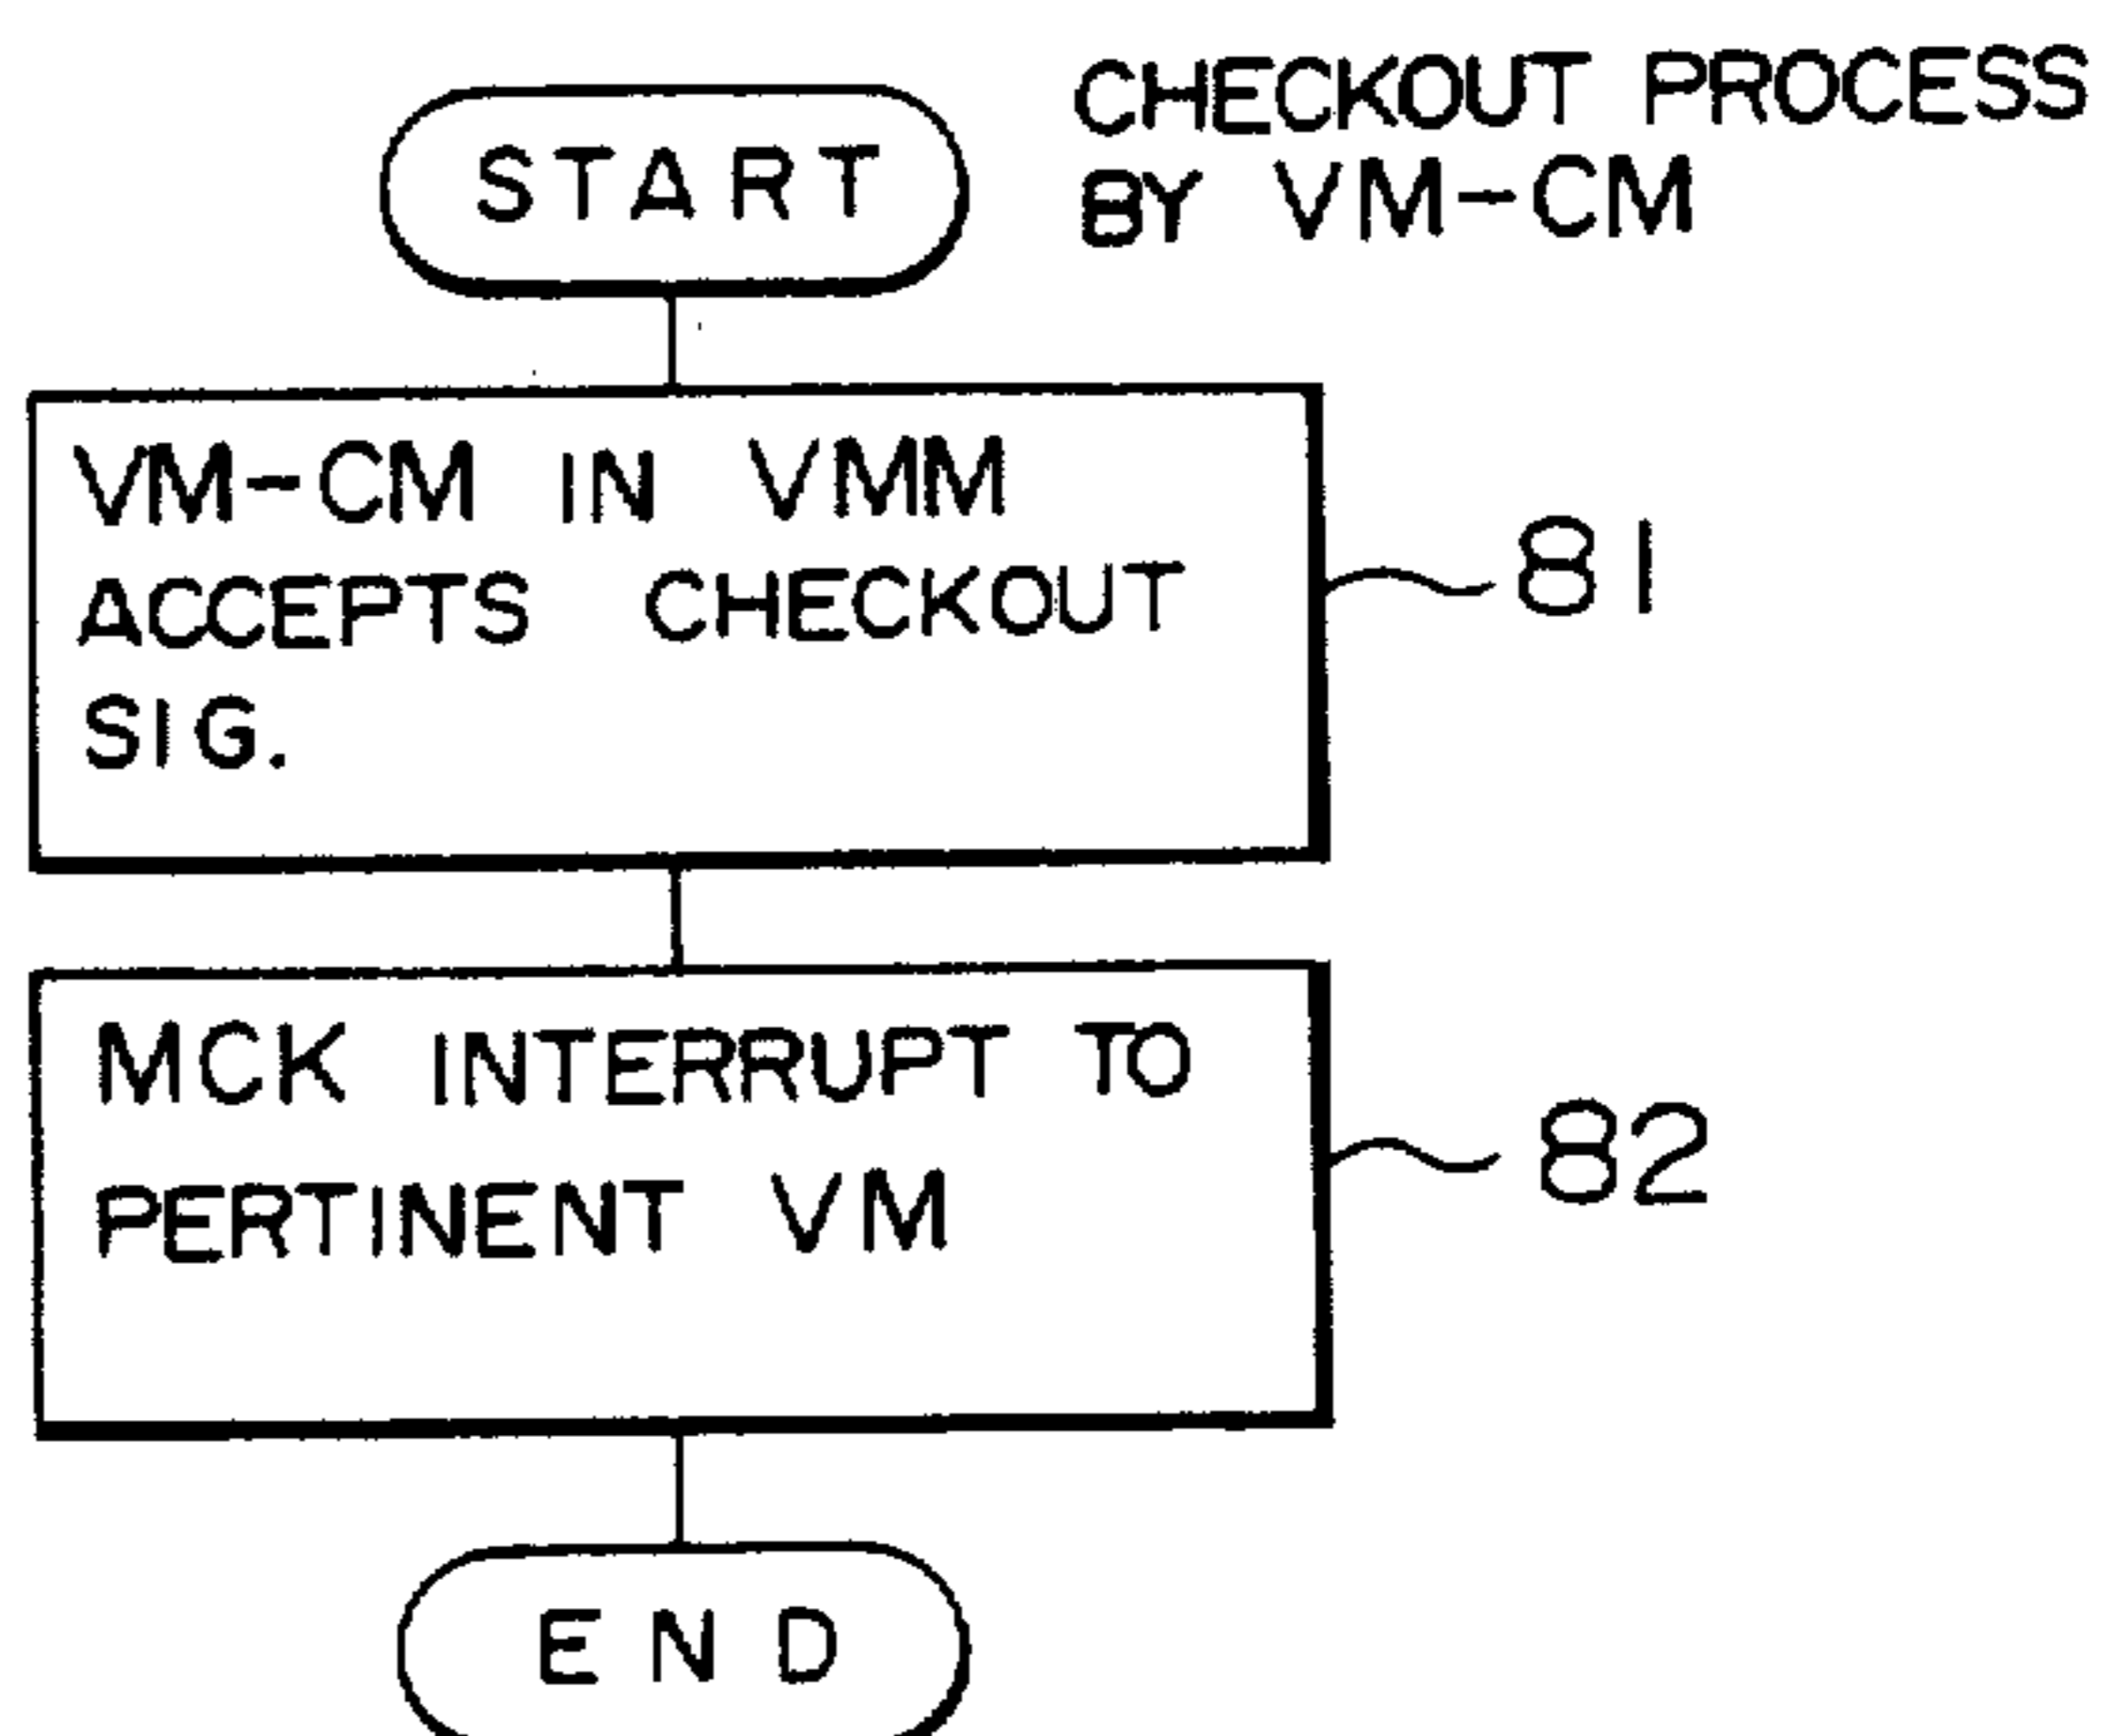 START
CHECKOUT PROCESS
BY VM-CM
VM-CM IN VMM
ACCEPTS CHECKOUT
SIG.
81
MCK INTERRUPT TO
PERTINENT VM
82
END